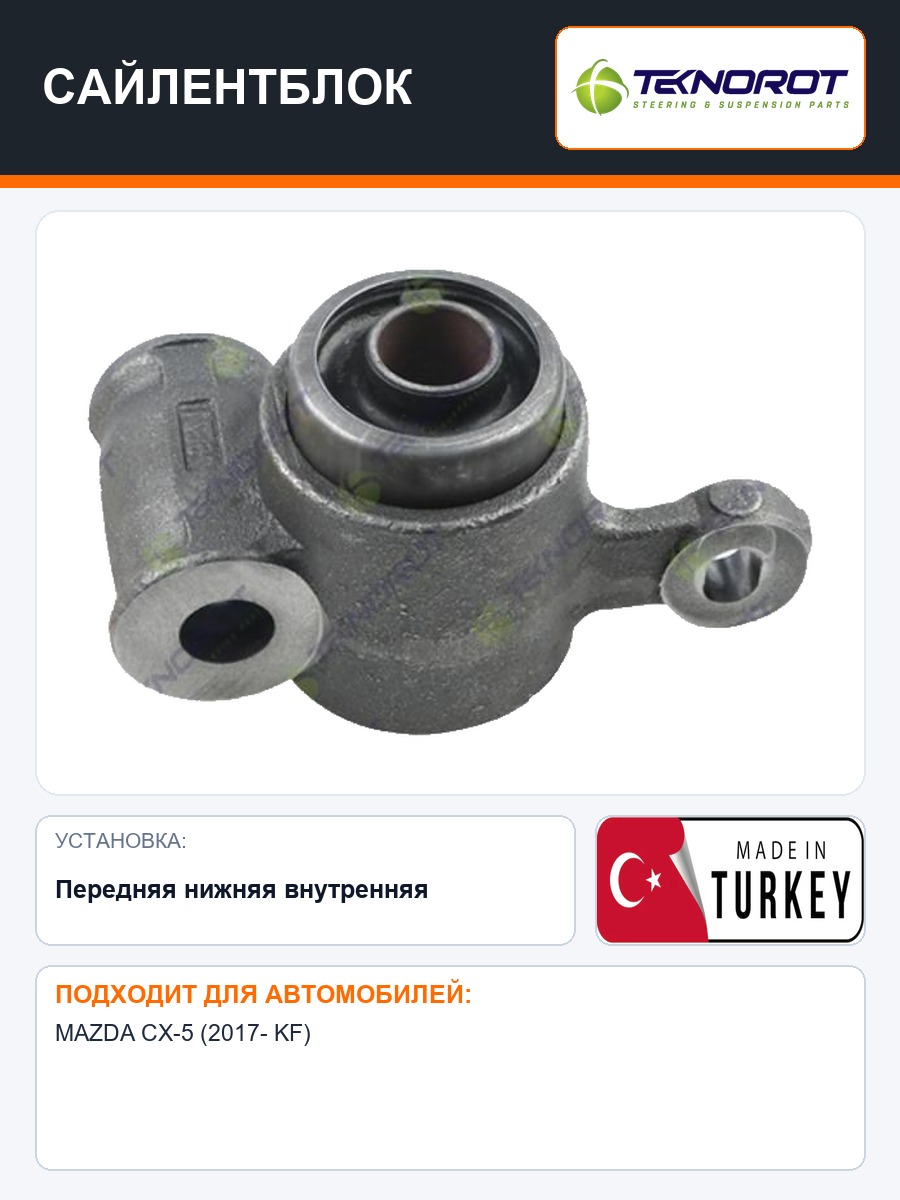 САЙЛЕНТБЛОК
TEKNOROT
STEERING & SUSPENSION PARTS
УСТАНОВКА:
Передняя нижняя внутренняя
MADE IN
TURKEY
ПОДХОДИТ ДЛЯ АВТОМОБИЛЕЙ:
MAZDA CX-5 (2017- KF)